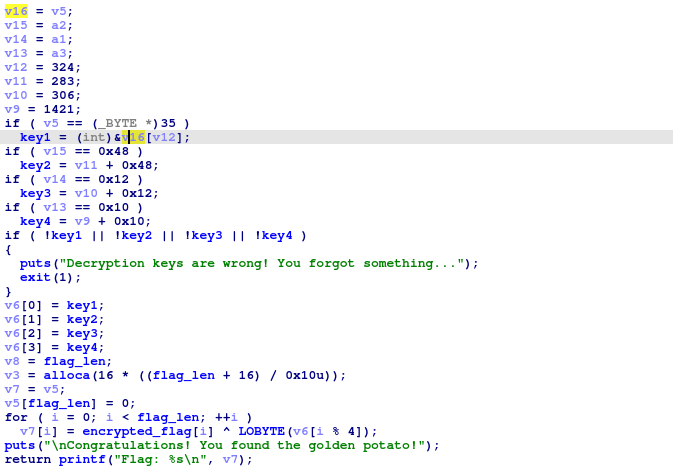 v16 = v5;
v15 = a2;
v14 = a1;
v13 = a3;
v12 = 324;
v11 = 283;
v10 = 306;
v9 = 1421;
if ( v5 == (_BYTE *)35 )
key1 = (int)&v16[v12];
if ( v15 == 0x48 )
key2 = v11 + 0x48;
if ( v14 == 0x12 )
key3 = v10 + 0x12;
if ( v13 == 0x10 )
key4 = v9 + 0x10;
if ( !key1 || !key2 || !key3 || !key4 )
{
puts("Decryption keys are wrong! You forgot something...");
exit(1);
}
v6[0] = key1;
v6[1] = key2;
v6[2] = key3;
v6[3] = key4;
v8 = flag_len;
v3 = alloca(16 * ((flag_len + 16) / 0x10u));
v7 = v5;
v5[flag_len] = 0;
for ( i = 0; i < flag_len; ++i )
v7[i] = encrypted_flag[i] ^ LOBYTE(v6[i % 4]);
puts("\nCongratulations! You found the golden potato!");
return printf("Flag: %s\n", v7);